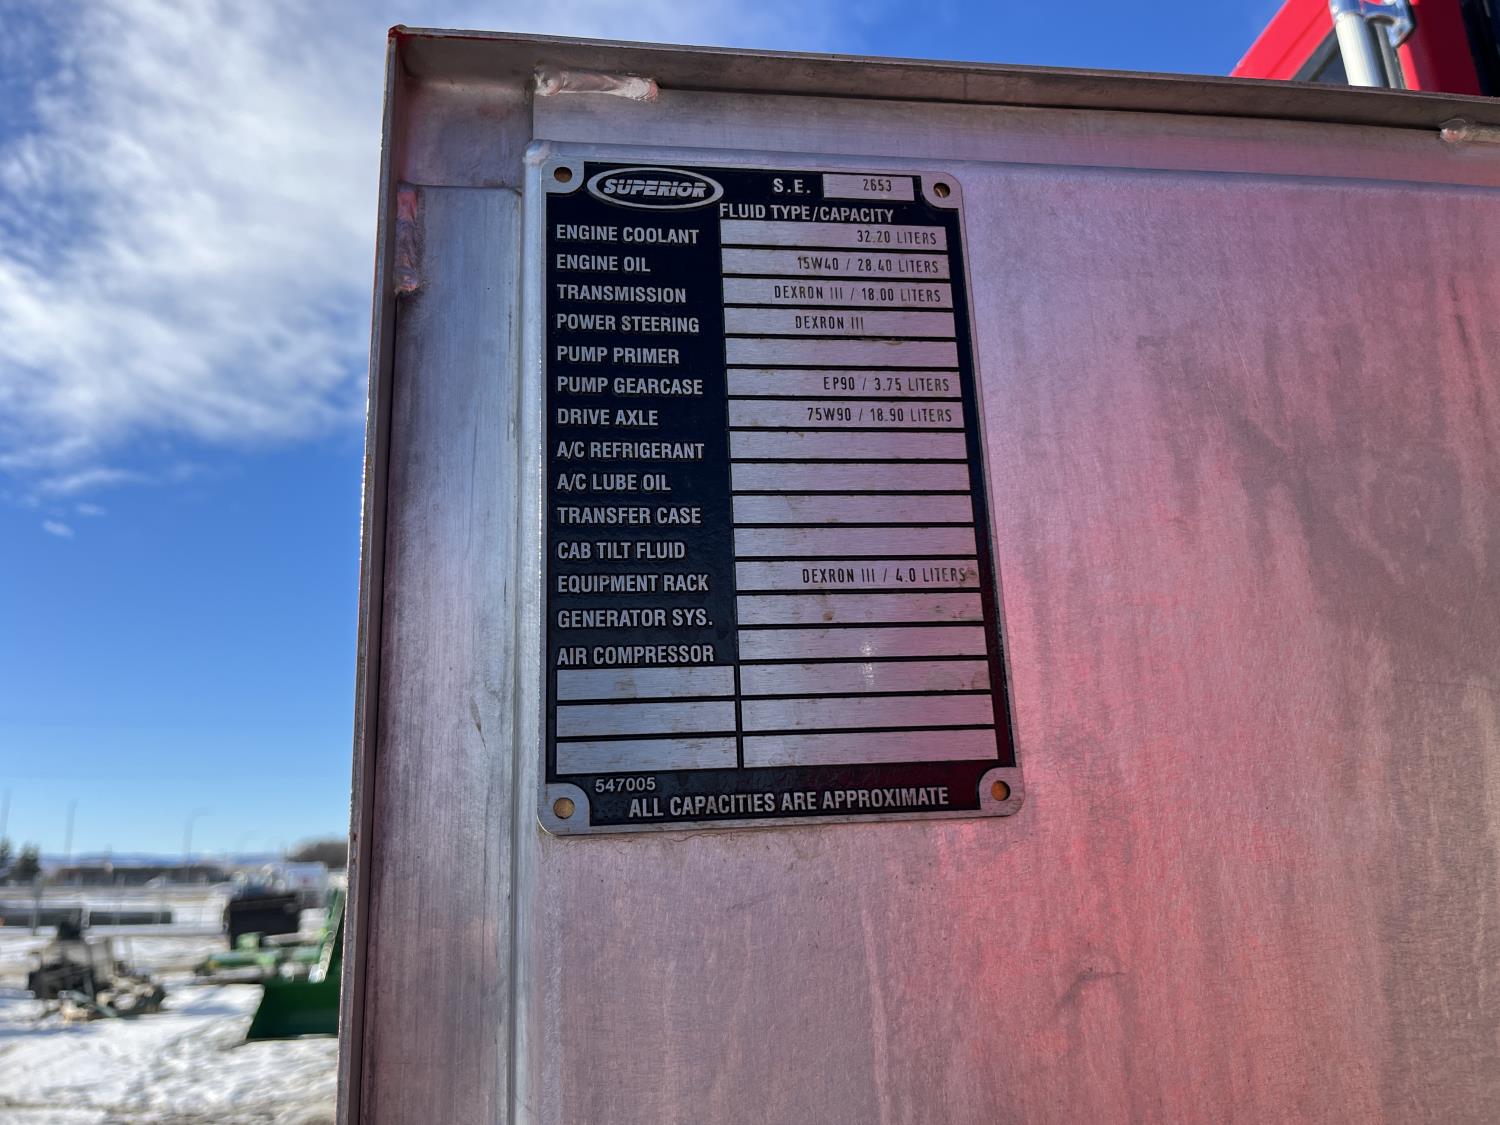 SUPERIOR S.E. 2653
FLUID TYPE/CAPACITY
ENGINE COOLANT 32.20 LITERS
ENGINE OIL 15W40 / 28.40 LITERS
TRANSMISSION DEXRON III / 18.00 LITERS
POWER STEERING DEXRON III
PUMP PRIMER
PUMP GEARCASE EP90 / 3.75 LITERS
DRIVE AXLE 75W90 / 18.90 LITERS
A/C REFRIGERANT
A/C LUBE OIL
TRANSFER CASE
CAB TILT FLUID
EQUIPMENT RACK DEXRON III / 4.0 LITERS
GENERATOR SYS.
AIR COMPRESSOR
547005
ALL CAPACITIES ARE APPROXIMATE